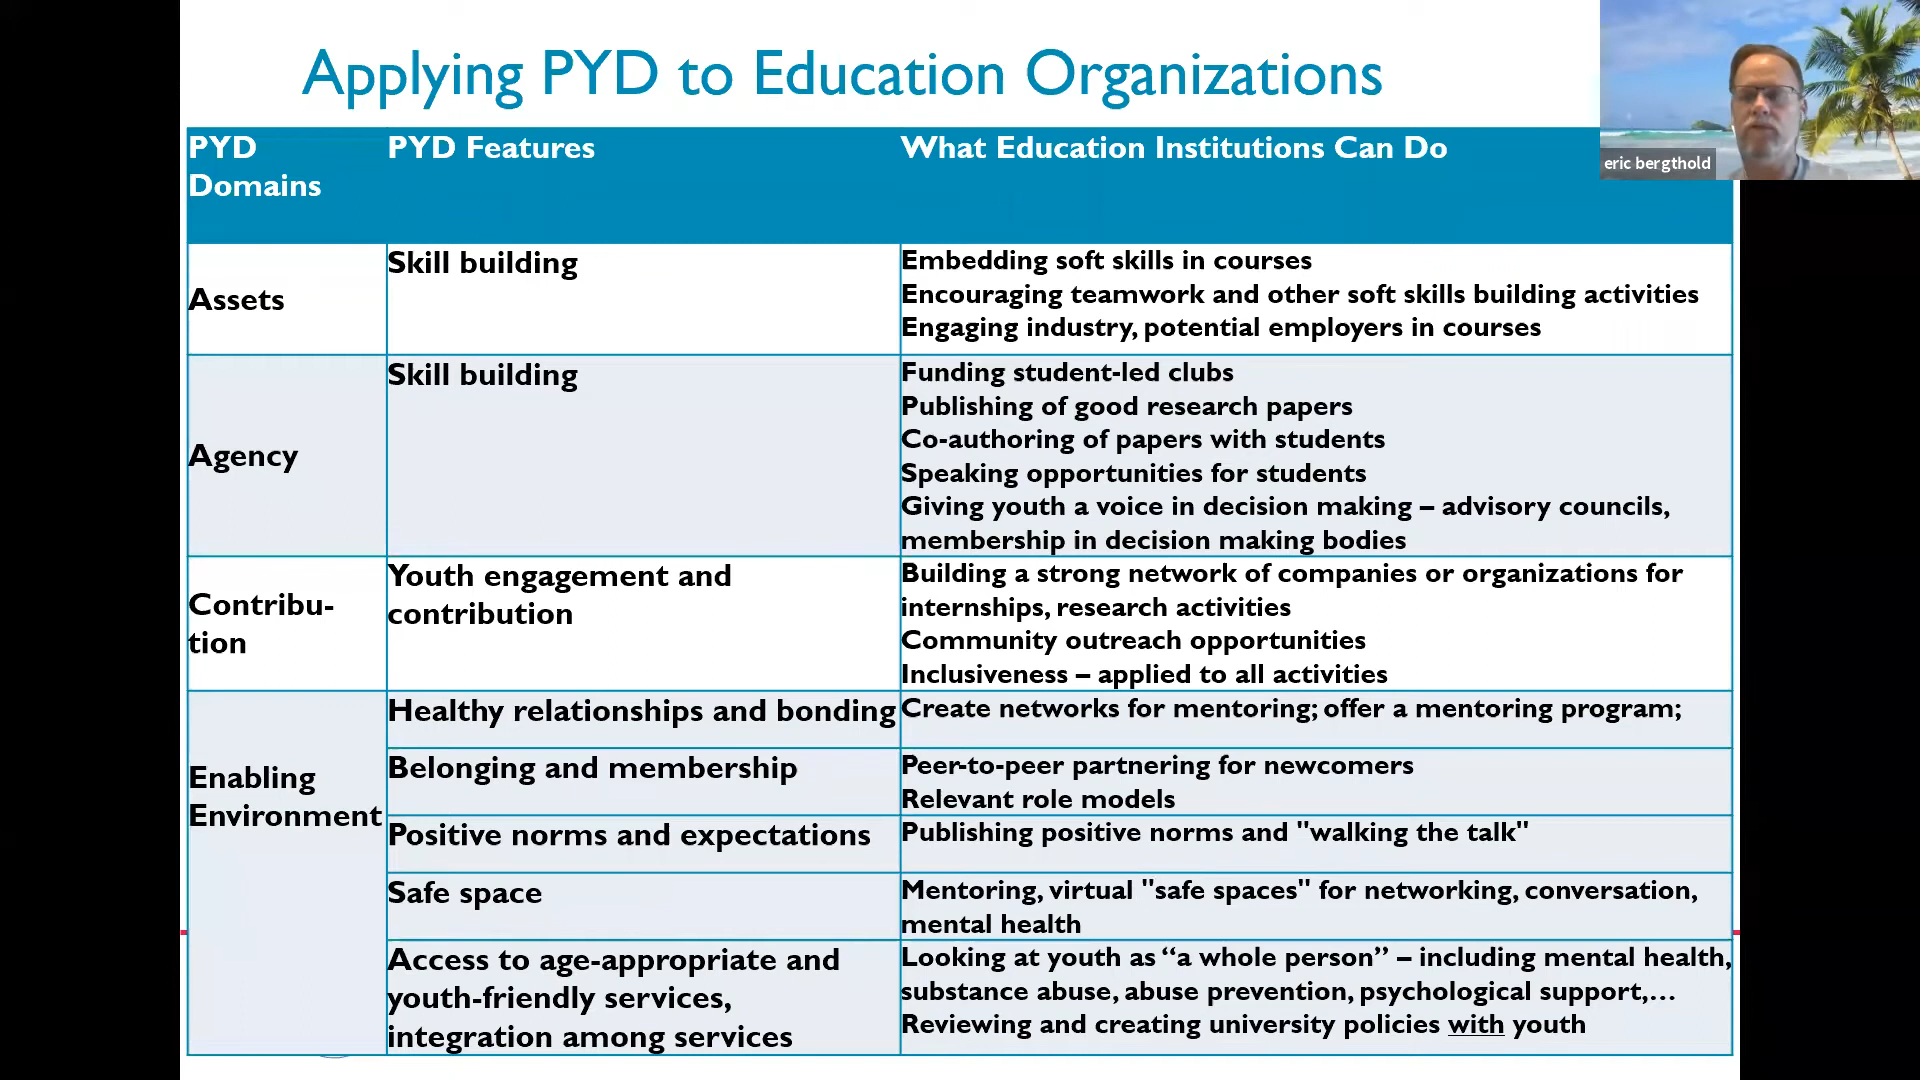 Applying PYD to Education Organizations
eric bergthold
PYD
Domains
PYD Features
What Education Institutions Can Do
Assets
Skill building
Embedding soft skills in courses
Encouraging teamwork and other soft skills building activities
Engaging industry, potential employers in courses
Agency
Skill building
Funding student-led clubs
Publishing of good research papers
Co-authoring of papers with students
Speaking opportunities for students
Giving youth a voice in decision making – advisory councils,
membership in decision making bodies
Contribu-
tion
Youth engagement and
contribution
Building a strong network of companies or organizations for
internships, research activities
Community outreach opportunities
Inclusiveness – applied to all activities
Enabling
Environment
Healthy relationships and bonding
Create networks for mentoring; offer a mentoring program;
Belonging and membership
Peer-to-peer partnering for newcomers
Relevant role models
Positive norms and expectations
Publishing positive norms and "walking the talk"
Safe space
Mentoring, virtual "safe spaces" for networking, conversation,
mental health
Access to age-appropriate and
youth-friendly services,
integration among services
Looking at youth as “a whole person” – including mental health,
substance abuse, abuse prevention, psychological support,…
Reviewing and creating university policies with youth